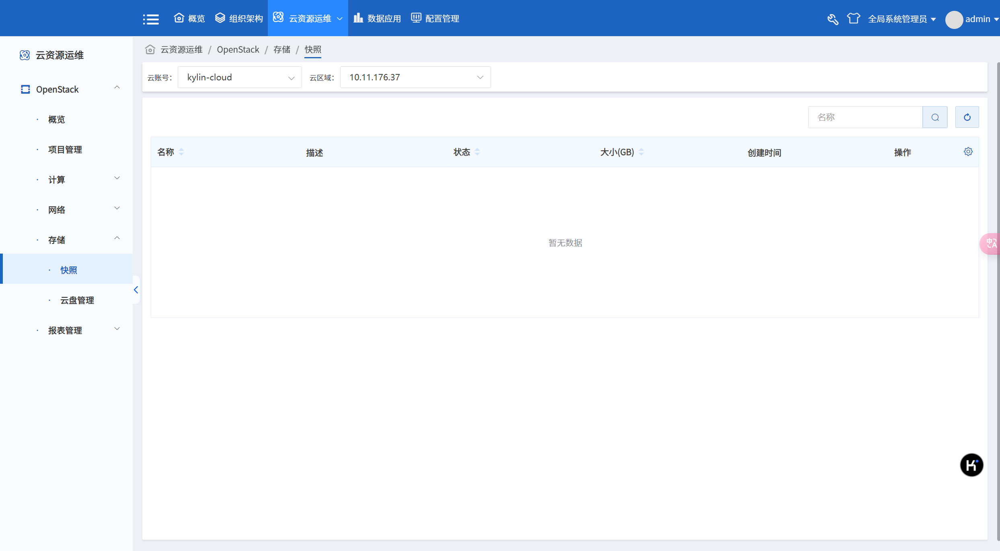 概览 组织架构 云资源运维 数据应用 配置管理 全局系统管理员 admin
云资源运维
OpenStack
概览
项目管理
计算
网络
存储
快照
云盘管理
报表管理
云资源运维 / OpenStack / 存储 / 快照
云账号： kylin-cloud 云区域： 10.11.176.37
名称
名称 描述 状态 大小(GB) 创建时间 操作
暂无数据
中A
K